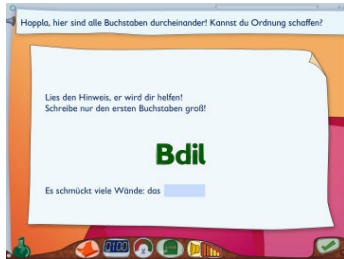 Hoppla, hier sind alle Buchstaben durcheinander! Kannst du Ordnung schaffen?
Lies den Hinweis, er wird dir helfen!
Schreibe nur den ersten Buchstaben groß!
Bdil
Es schmückt viele Wände: das